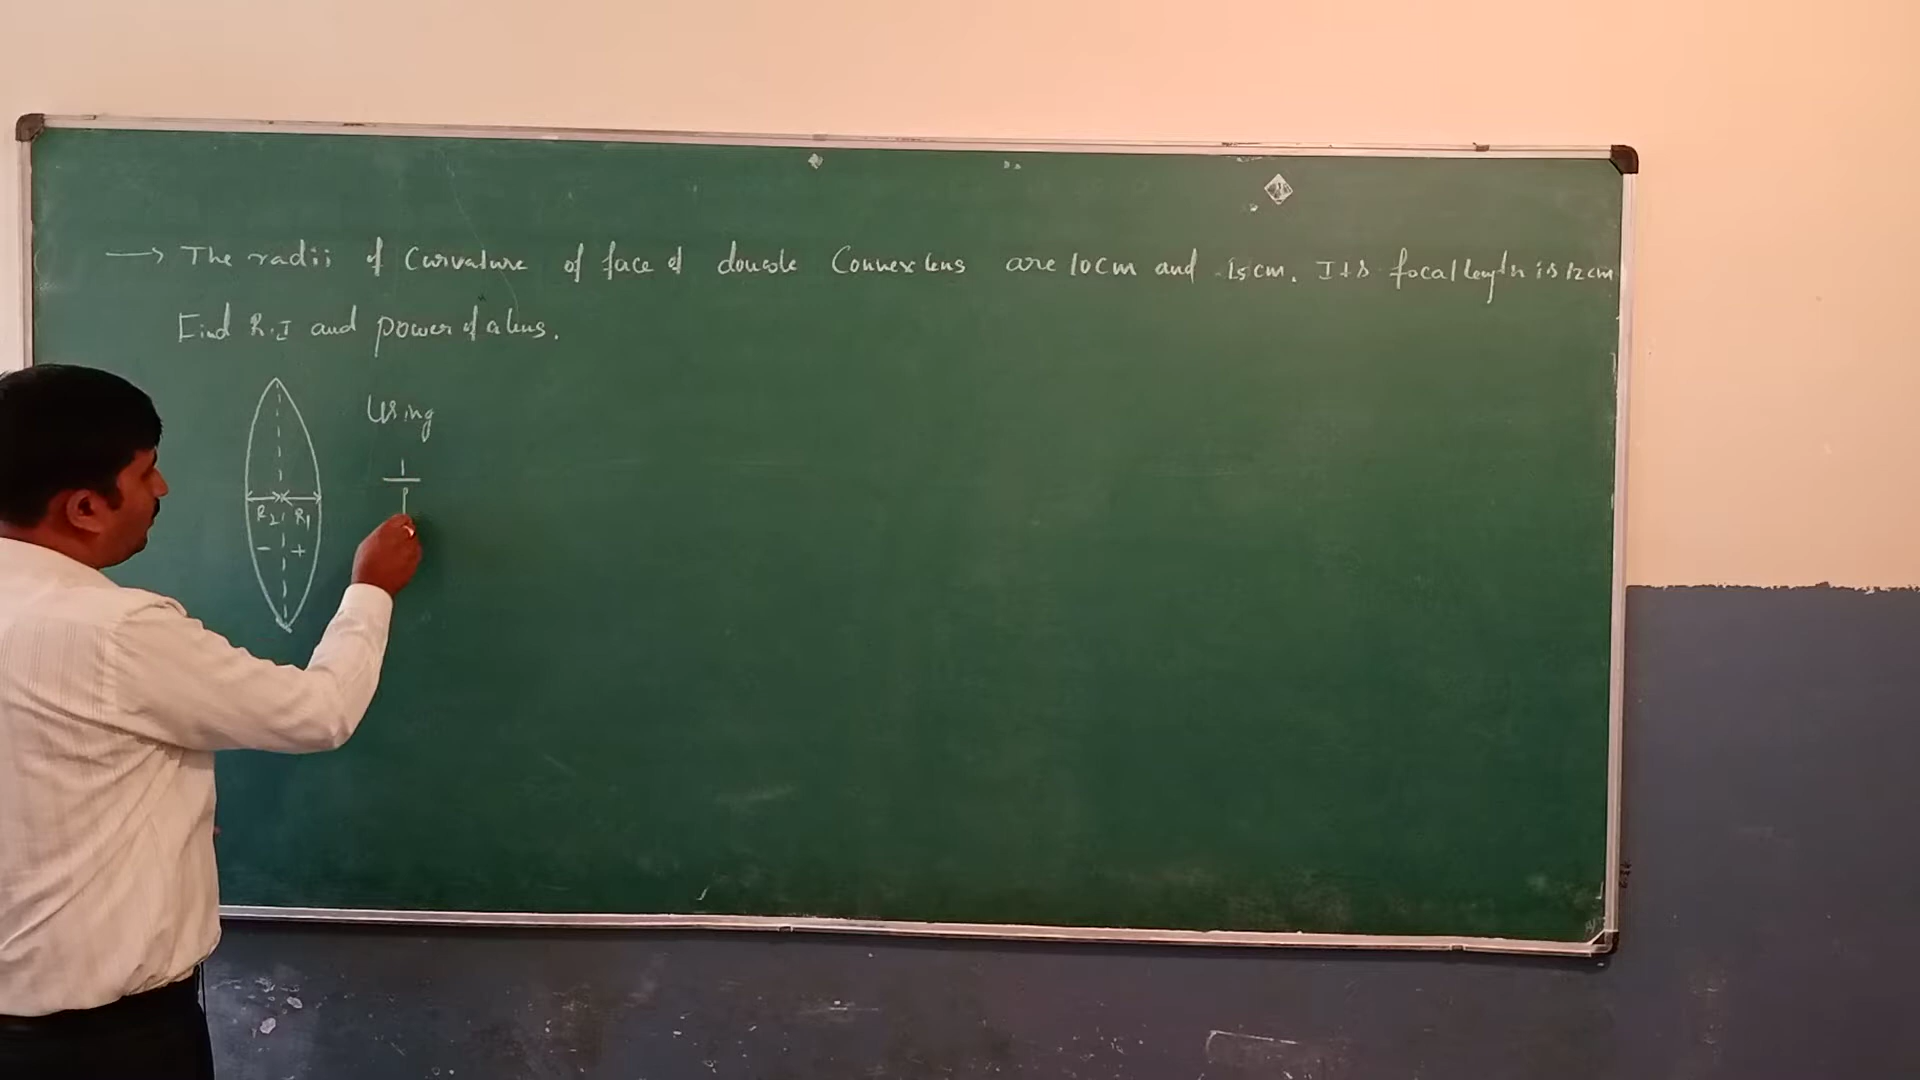 → The radii of Curvature of face of double Convex lens are 10cm and 15cm. Its focal length is 12cm
Find R.I and power of a lens.
Using
1
R2 R1
- +